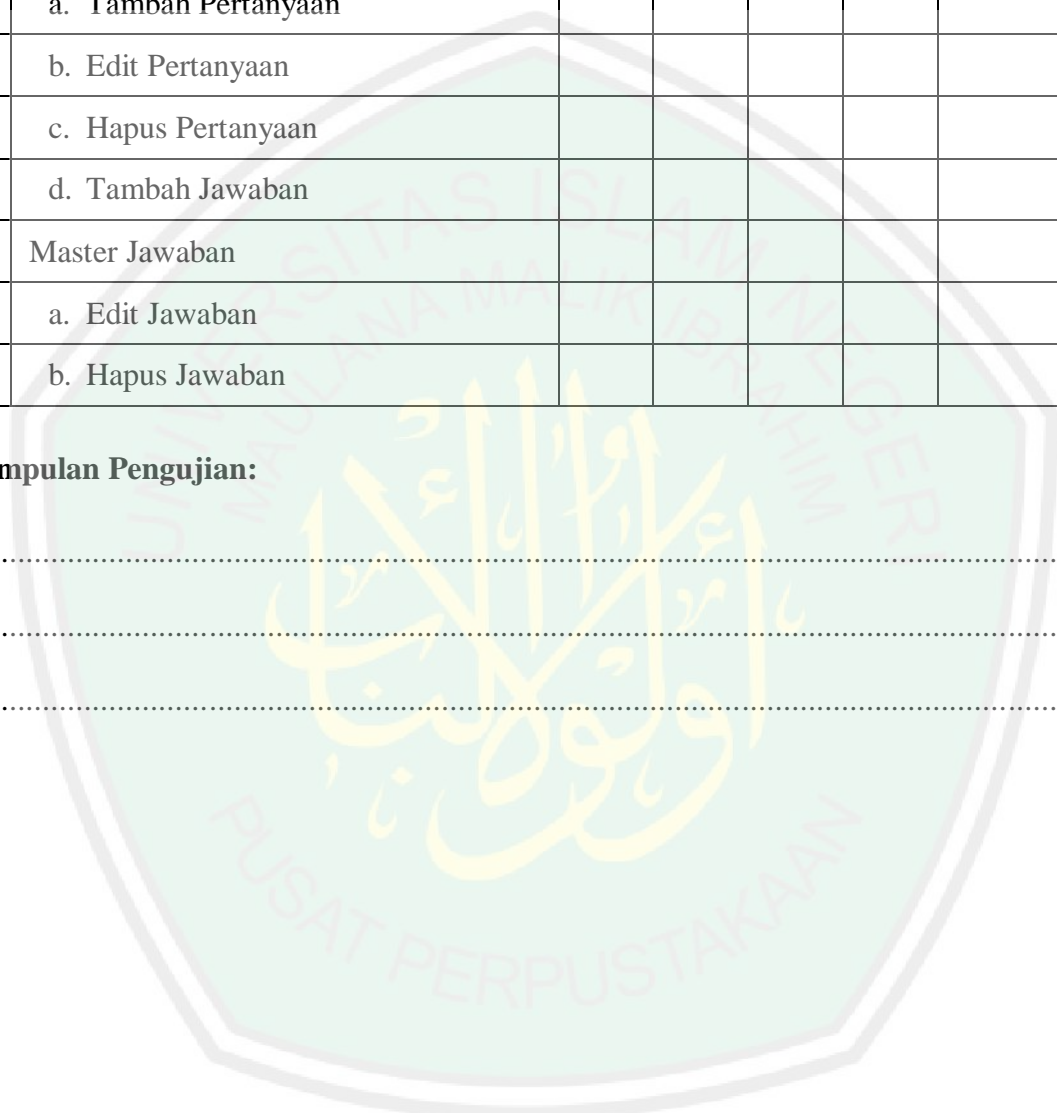 a. Tambah Pertanyaan
b. Edit Pertanyaan
c. Hapus Pertanyaan
d. Tambah Jawaban
Master Jawaban
a. Edit Jawaban
b. Hapus Jawaban
mpulan Pengujian:
UNIVERSITAS ISLAM NEGERI
MAULANA MALIK IBRAHIM
PUSAT PERPUSTAKAAN